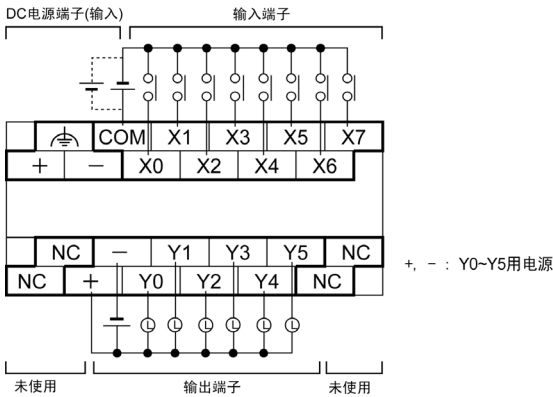 DC电源端子(输入) 输入端子
COM X1 X3 X5 X7
+ − X0 X2 X4 X6
NC − Y1 Y3 Y5 NC
+, − : Y0~Y5用电源
NC + Y0 Y2 Y4 NC
L L L L L L
未使用 输出端子 未使用